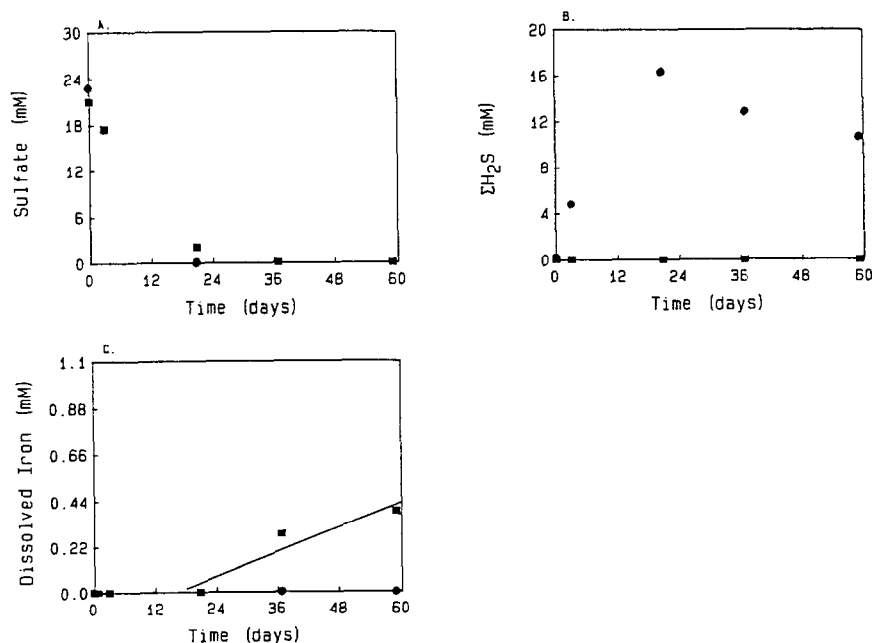 A.
30
24
18
12
6
0
Sulfate (mM)
0 12 24 36 48 60
Time (days)
B.
20
16
12
8
4
0
ΣH₂S (mM)
0 12 24 36 48 60
Time (days)
C.
1.1
0.88
0.66
0.44
0.22
0.0
Dissolved Iron (mM)
0 12 24 36 48 60
Time (days)